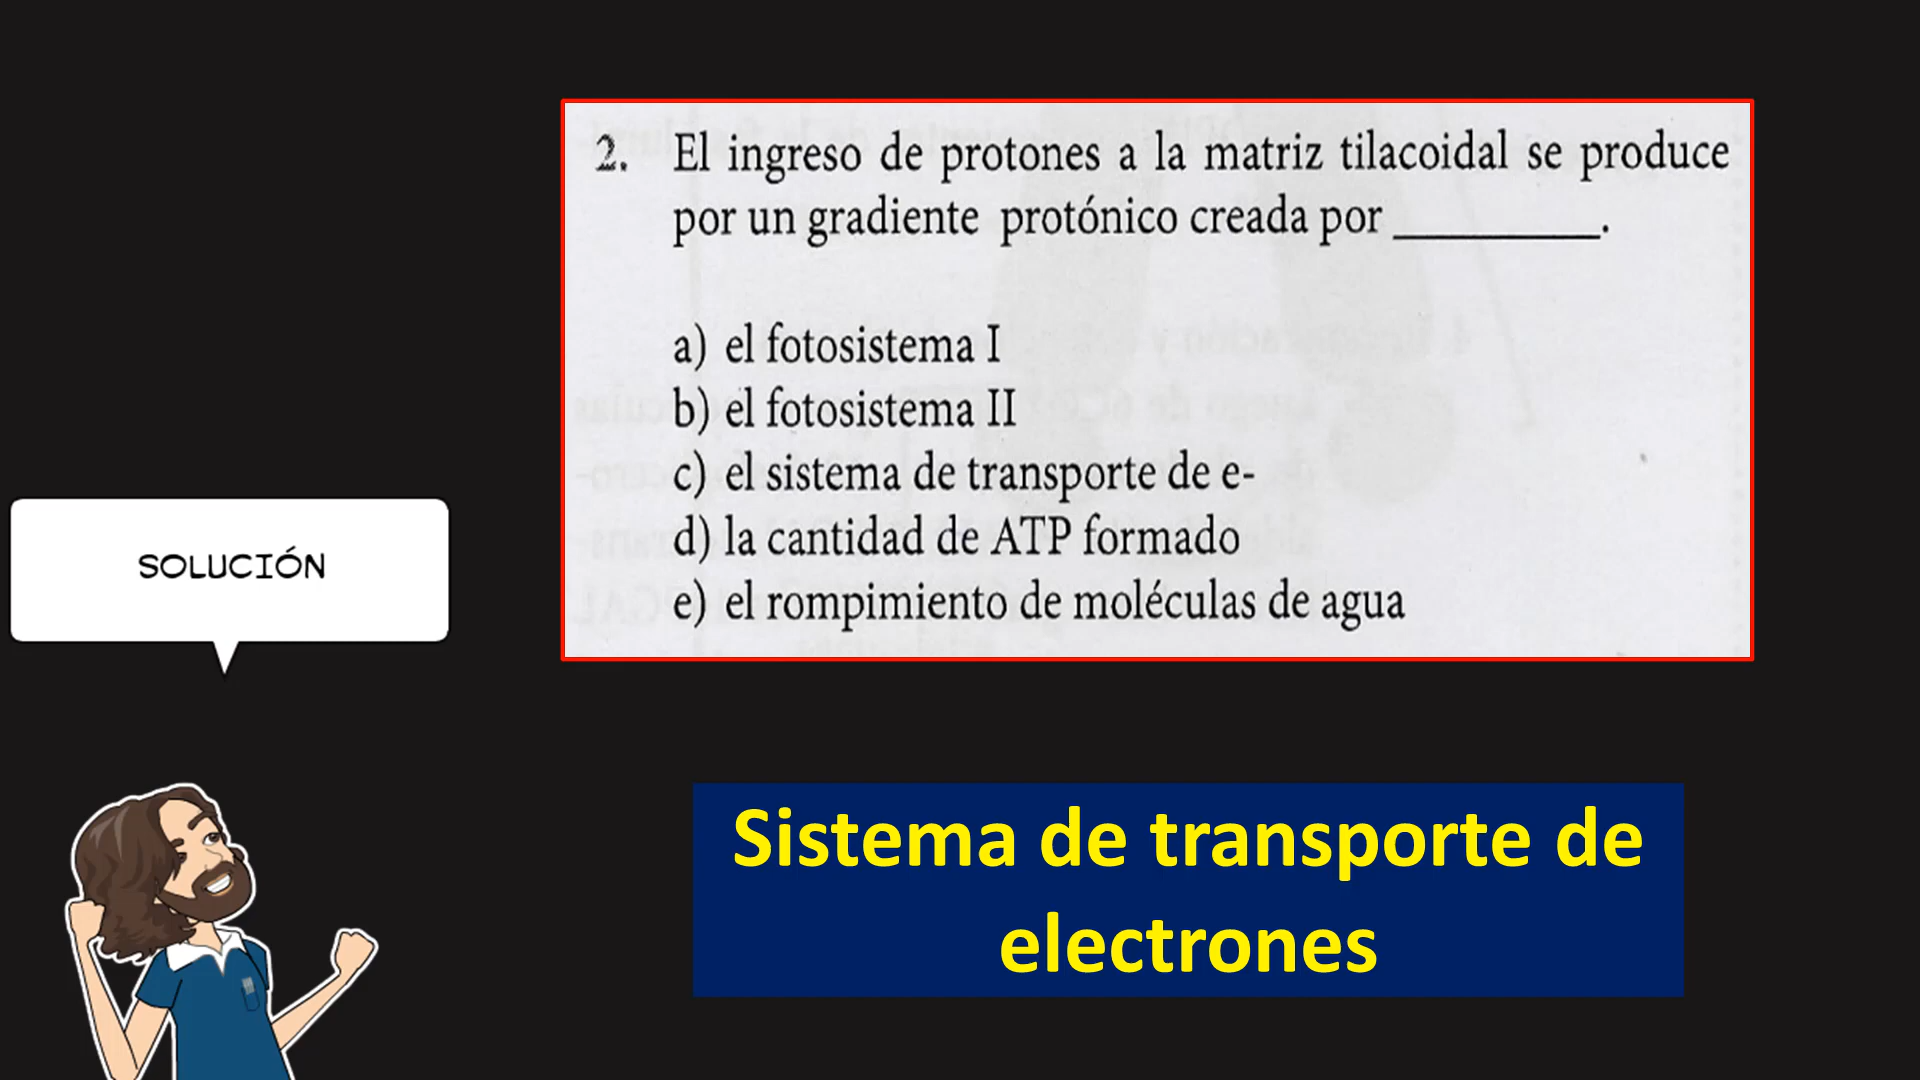 2. El ingreso de protones a la matriz tilacoidal se produce
por un gradiente protónico creada por _________.
a) el fotosistema I
b) el fotosistema II
c) el sistema de transporte de e-
d) la cantidad de ATP formado
e) el rompimiento de moléculas de agua
SOLUCIÓN
Sistema de transporte de
electrones